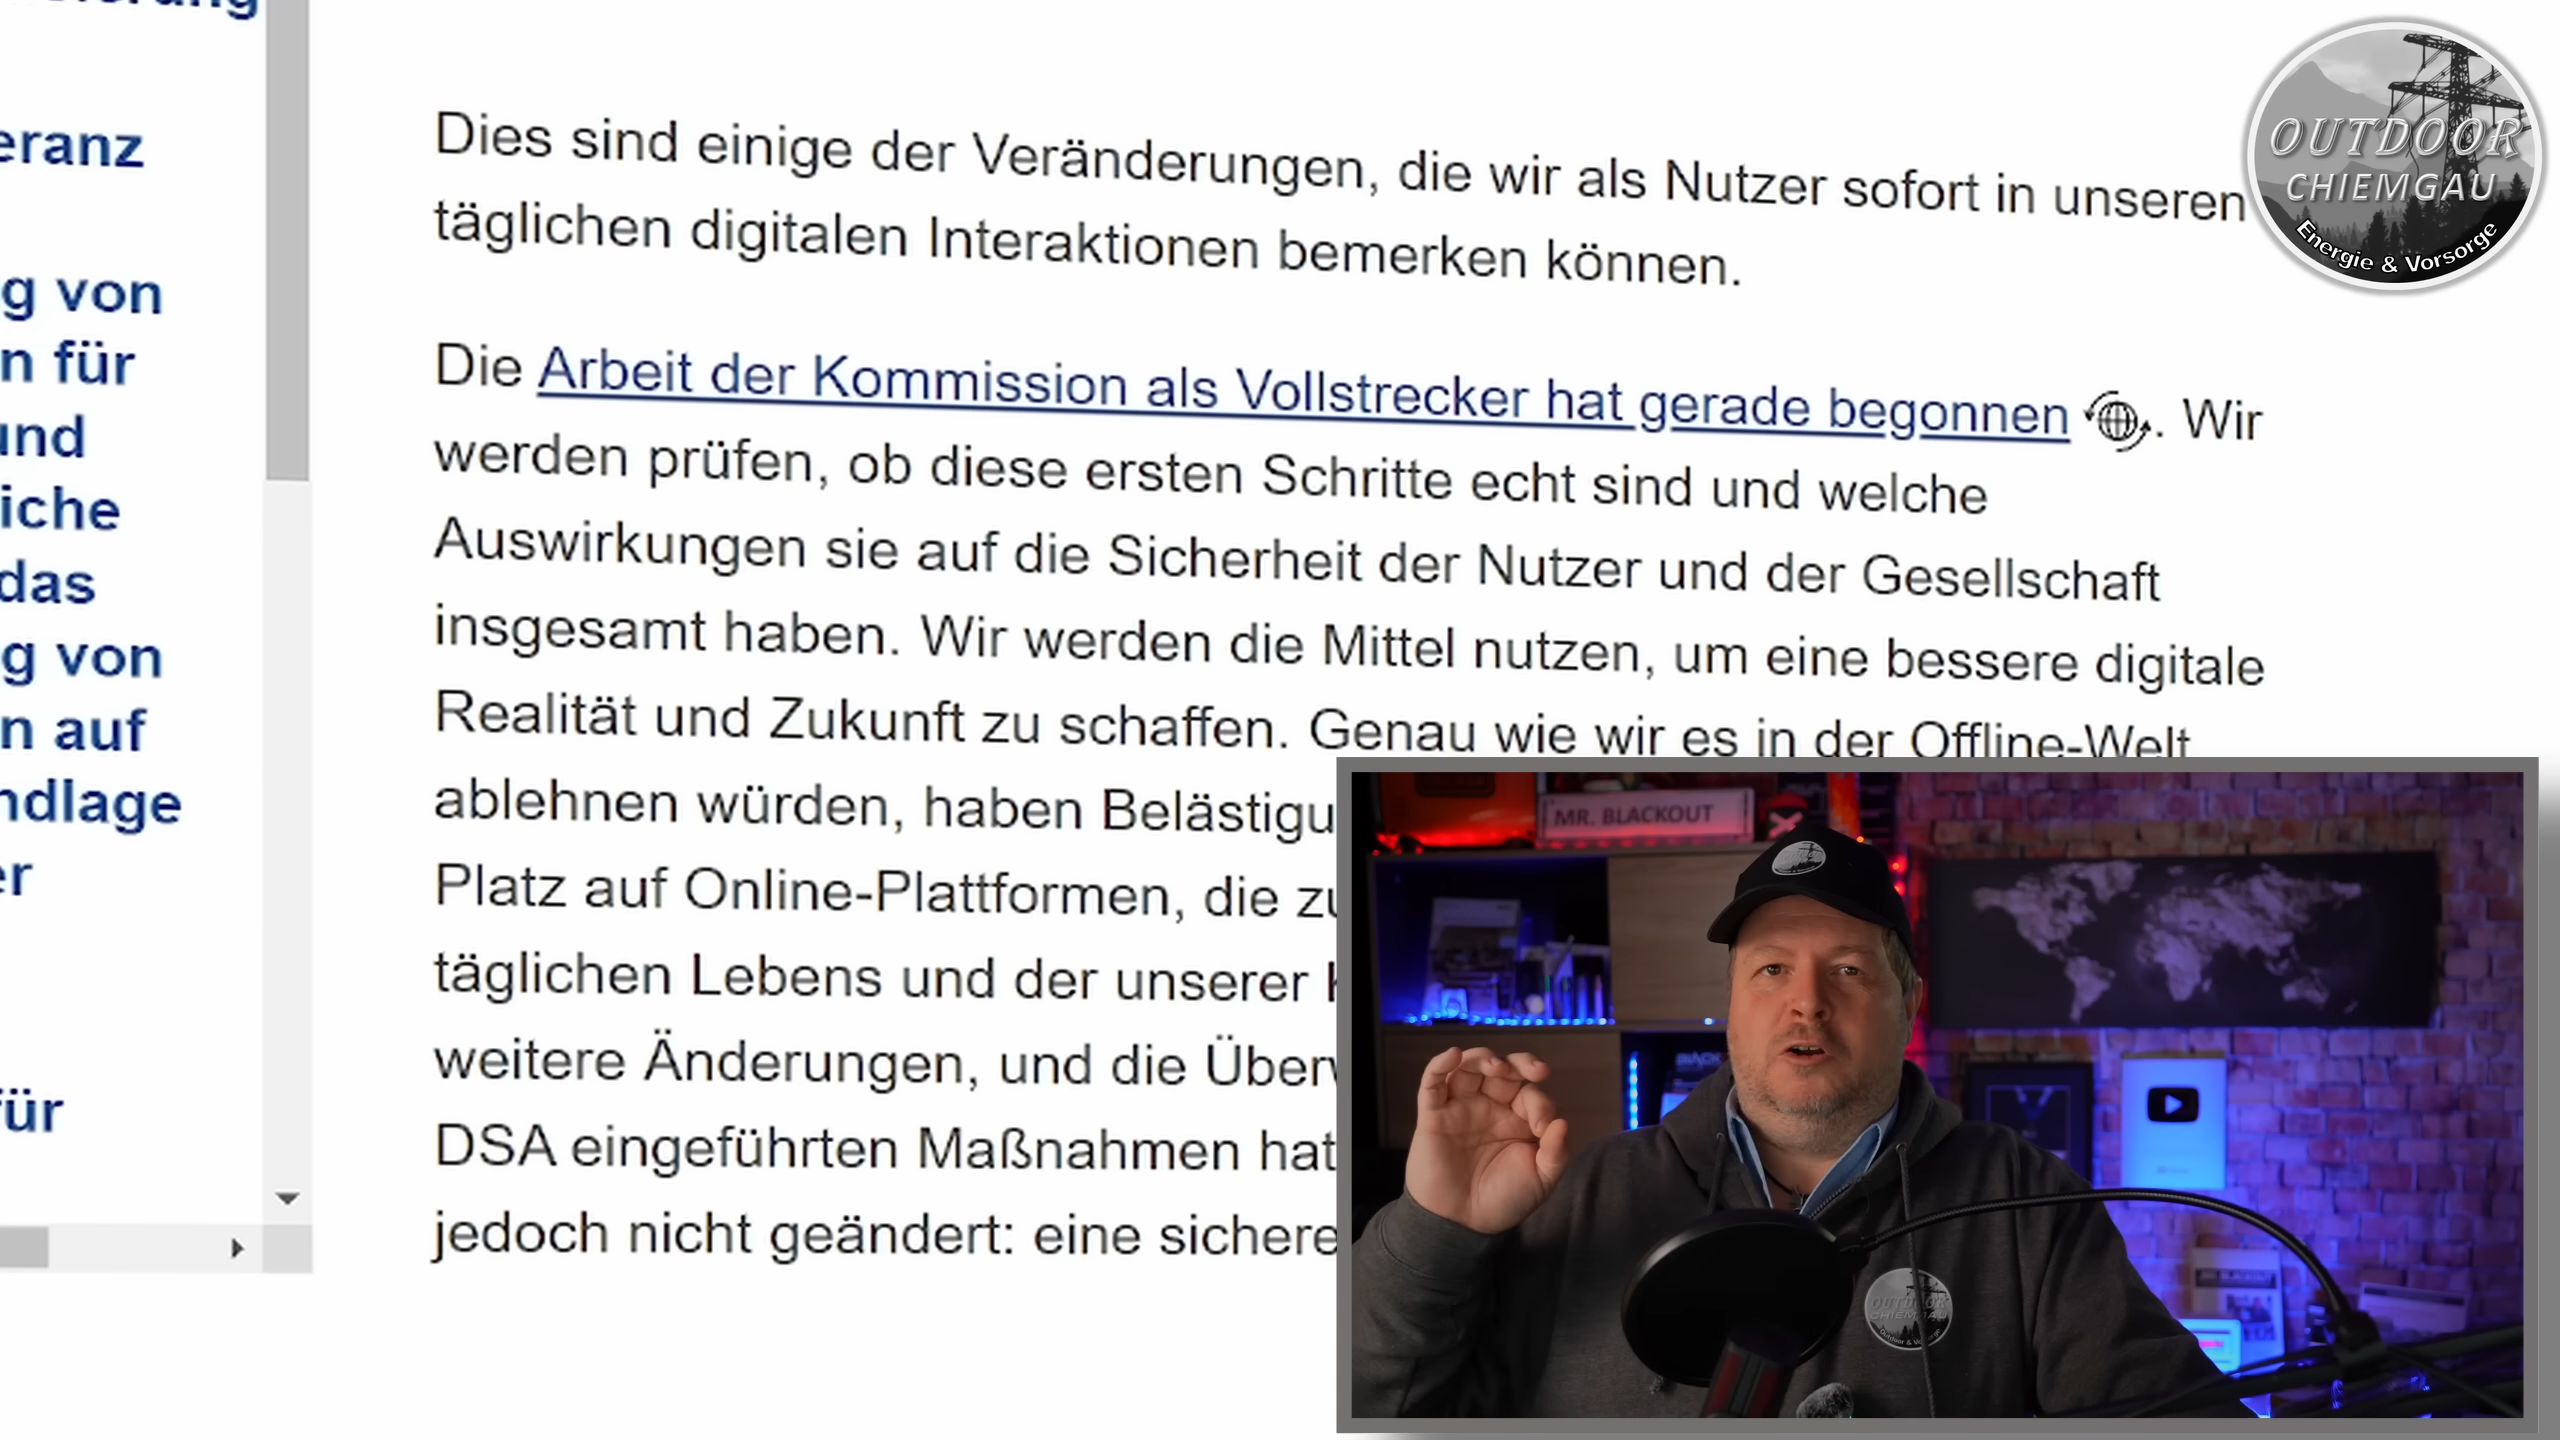 eranz
g von
n für
und
iche
das
g von
n auf
ndlage
er
für
Dies sind einige der Veränderungen, die wir als Nutzer sofort in unseren
täglichen digitalen Interaktionen bemerken können.
Die Arbeit der Kommission als Vollstrecker hat gerade begonnen . Wir
werden prüfen, ob diese ersten Schritte echt sind und welche
Auswirkungen sie auf die Sicherheit der Nutzer und der Gesellschaft
insgesamt haben. Wir werden die Mittel nutzen, um eine bessere digitale
Realität und Zukunft zu schaffen. Genau wie wir es in der Offline-Welt
ablehnen würden, haben Belästigu
Platz auf Online-Plattformen, die zu
täglichen Lebens und der unserer
weitere Änderungen, und die Über
DSA eingeführten Maßnahmen hat
jedoch nicht geändert: eine sichere
OUTDOOR
CHIEMGAU
Energie & Vorsorge
MR. BLACKOUT
OUTDOOR
CHIEMGAU